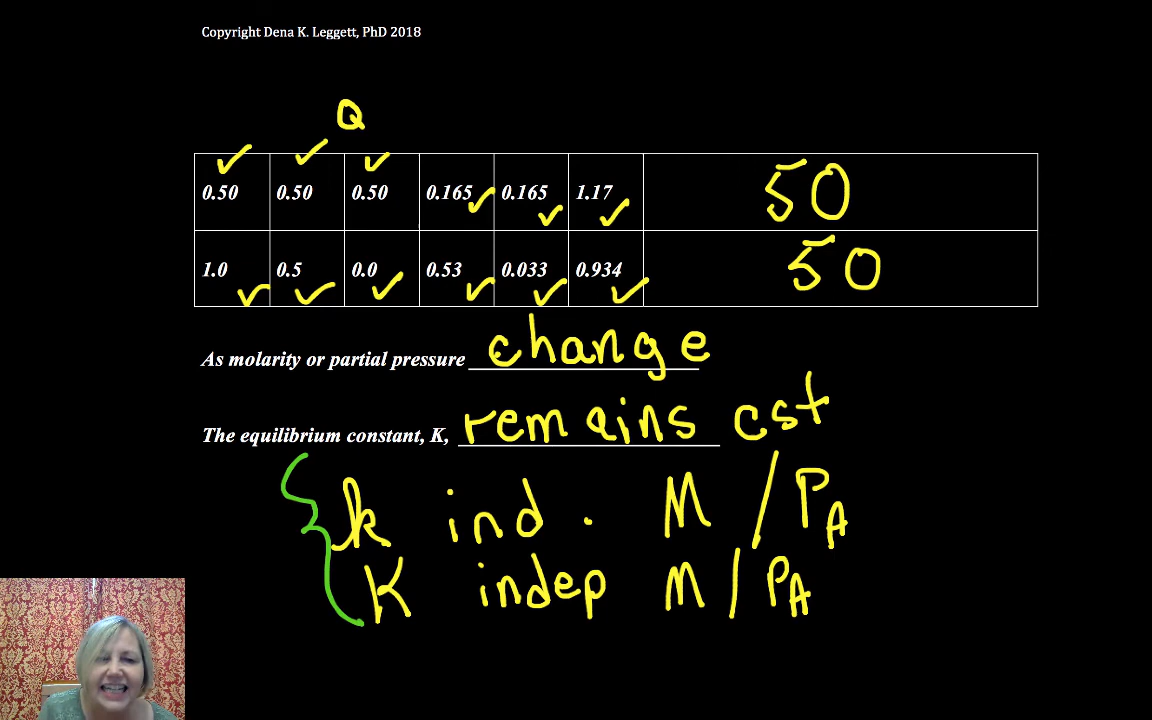 Copyright Dena K. Leggett, PhD 2018
Q
0.50 0.50 0.50 0.165 0.165 1.17 50
1.0 0.5 0.0 0.53 0.033 0.934 50
As molarity or partial pressure change
The equilibrium constant, K, remains cst
k ind. M / PA
K indep M / PA